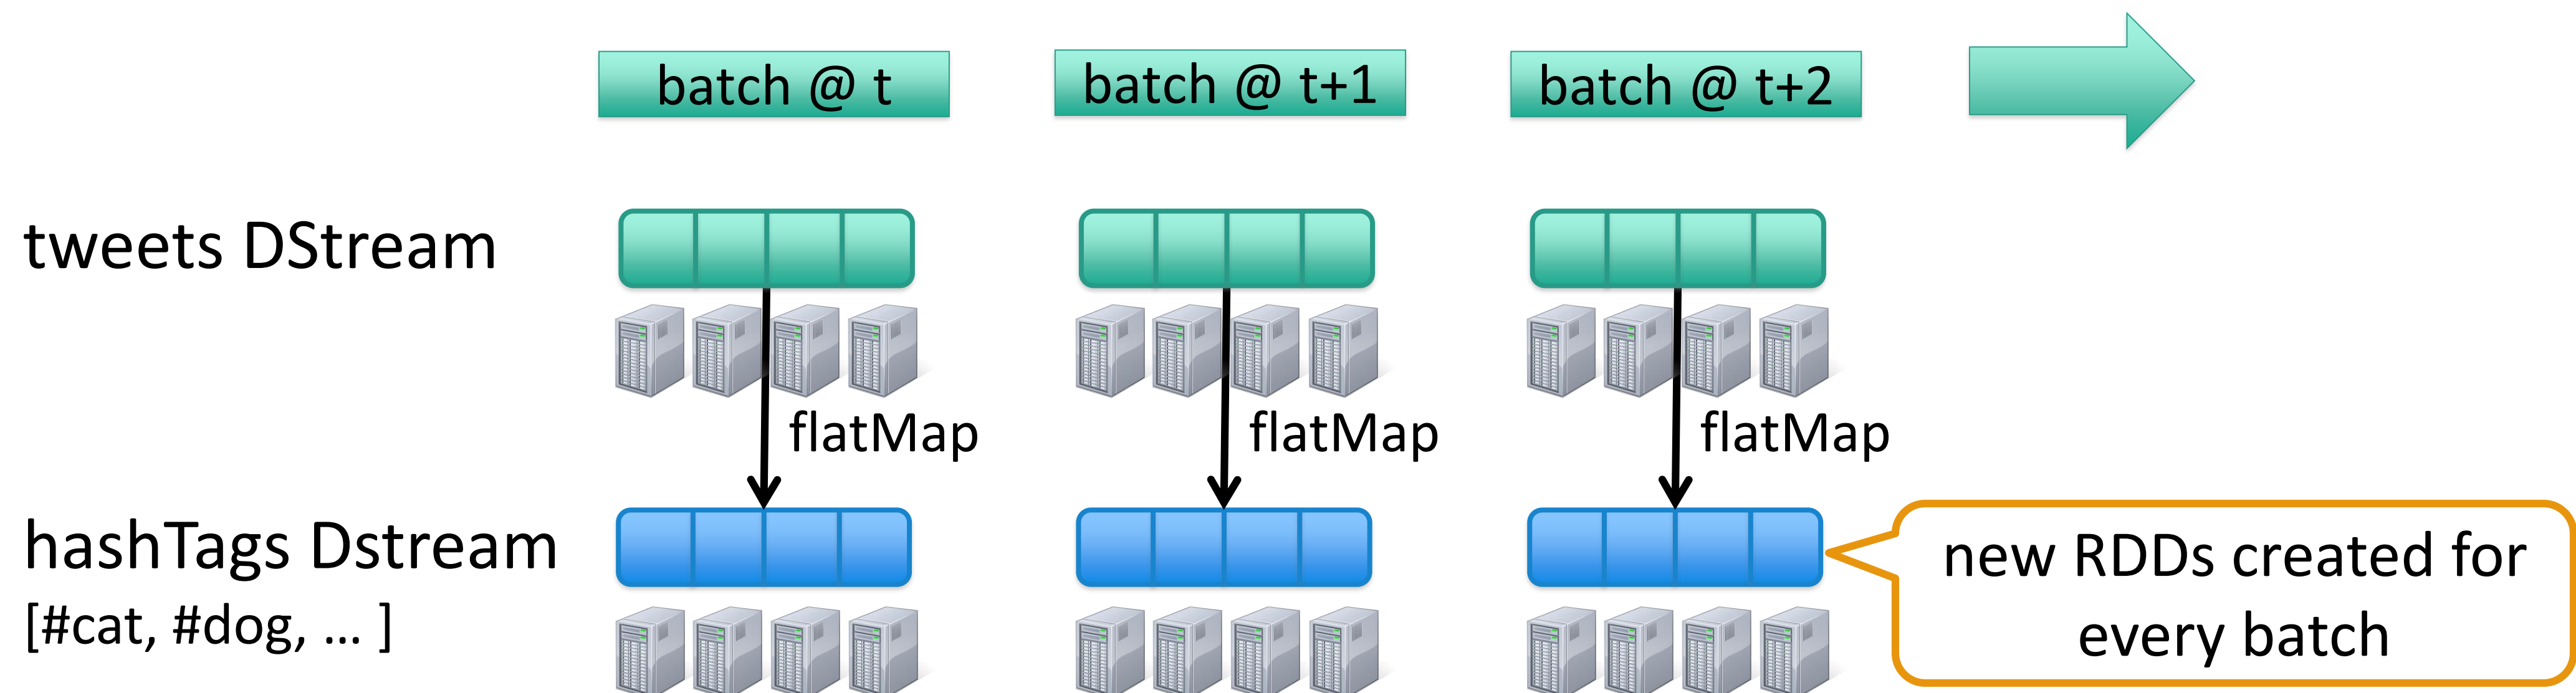 batch @ t
batch @ t+1
batch @ t+2
tweets DStream
flatMap
flatMap
flatMap
hashTags Dstream
[#cat, #dog, … ]
new RDDs created for
every batch